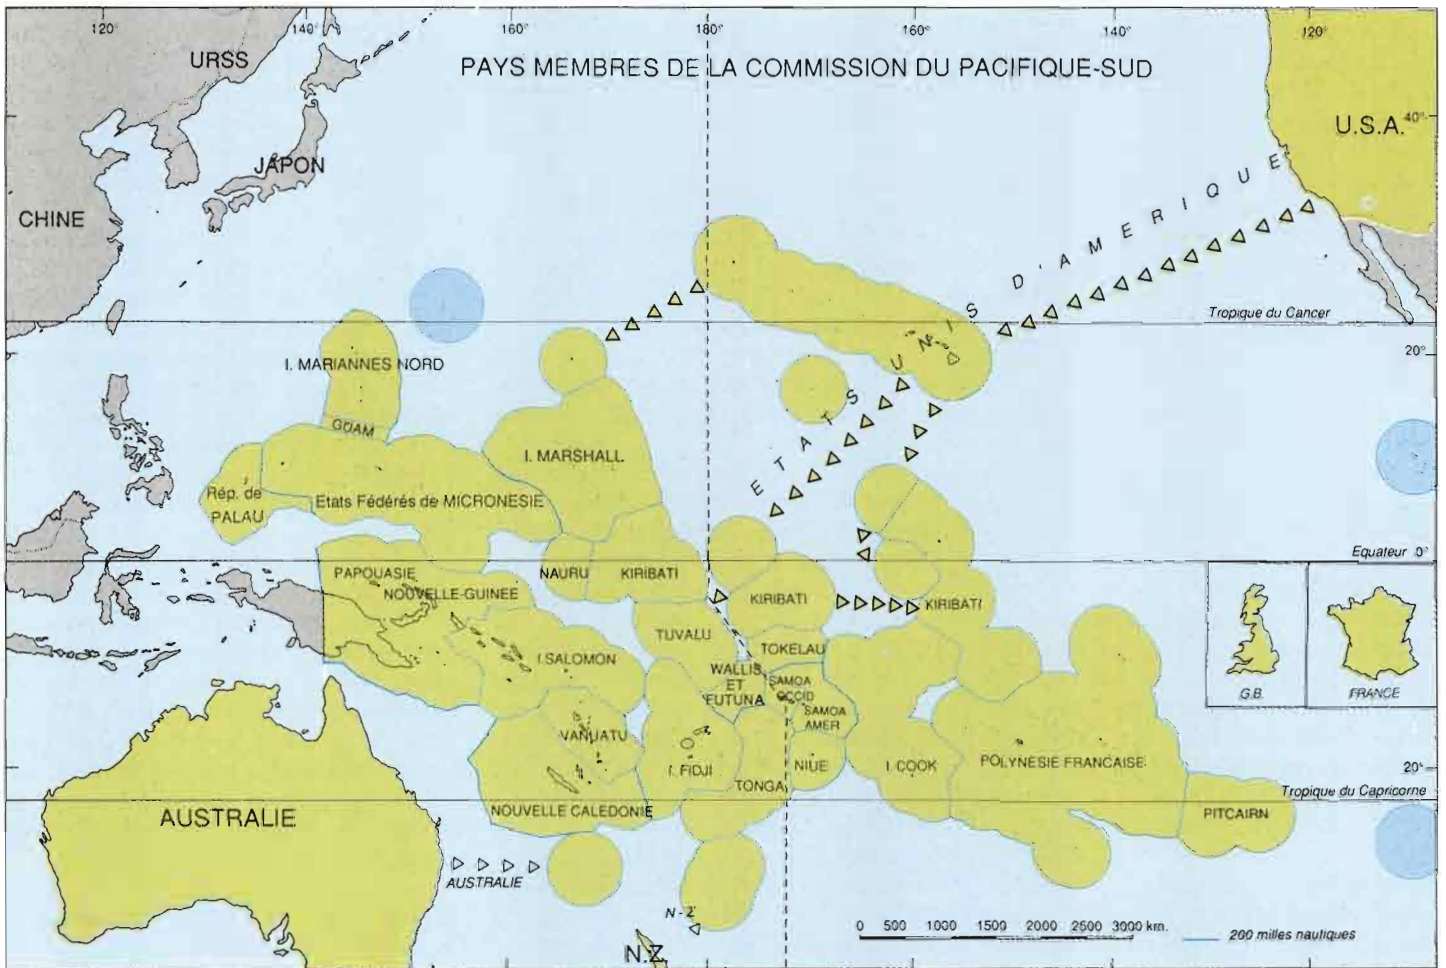 120°
140°
160°
180°
160°
140°
120°
URSS
PAYS MEMBRES DE LA COMMISSION DU PACIFIQUE-SUD
U.S.A.
40°
JAPON
CHINE
ETATS UNIS D'AMERIQUE
Tropique du Cancer
20°
I. MARIANNES NORD
GUAM
I. MARSHALL
Rép. de
PALAU
Etats Fédérés de MICRONESIE
Equateur 0°
PAPOUASIE
NOUVELLE-GUINEE
NAURU
KIRIBATI
KIRIBATI
KIRIBATI
TUVALU
TOKELAU
I.SALOMON
WALLIS
ET
FUTUNA
SAMOA
OCCID
SAMOA
AMER
G.B.
FRANCE
VANUATU
I. FIDJI
TONGA
NIUE
I. COOK
POLYNESIE FRANCAISE
20°
Tropique du Capricorne
NOUVELLE CALEDONIE
PITCAIRN
AUSTRALIE
AUSTRALIE
N-Z
N.Z.
0 500 1000 1500 2000 2500 3000 km.
200 milles nautiques